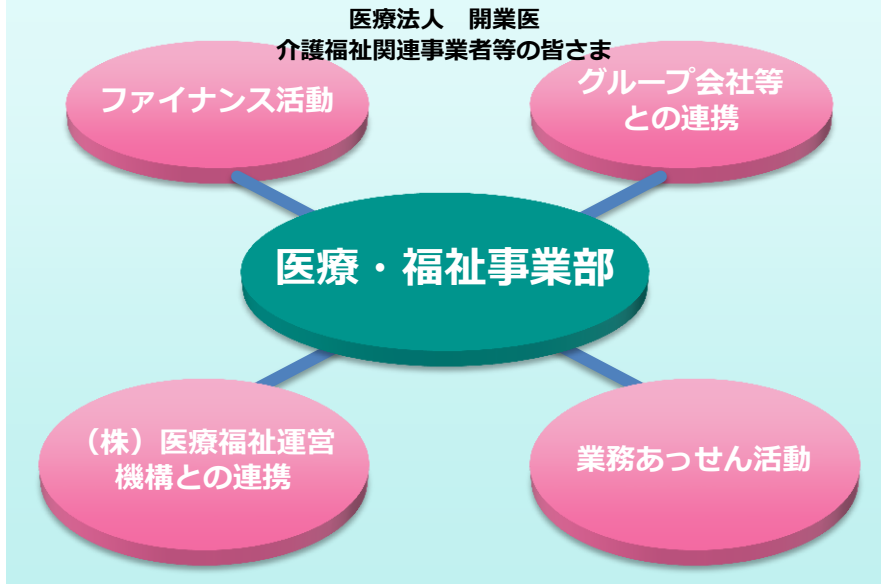 医療法人　開業医
介護福祉関連事業者等の皆さま
ファイナンス活動
グループ会社等
との連携
医療・福祉事業部
（株）医療福祉運営
機構との連携
業務あっせん活動